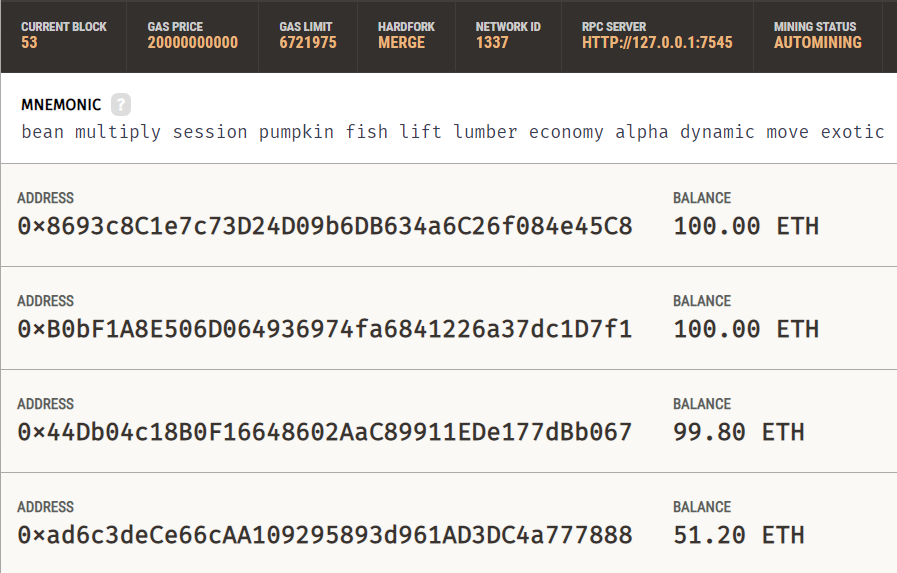 CURRENT BLOCK GAS PRICE GAS LIMIT HARDFORK NETWORK ID RPC SERVER MINING STATUS
53 20000000000 6721975 MERGE 1337 HTTP://127.0.0.1:7545 AUTOMINING
MNEMONIC ?
bean multiply session pumpkin fish lift lumber economy alpha dynamic move exotic
ADDRESS BALANCE
0×8693c8C1e7c73D24D09b6DB634a6C26f084e45C8 100.00 ETH
ADDRESS BALANCE
0×B0bF1A8E506D064936974fa6841226a37dc1D7f1 100.00 ETH
ADDRESS BALANCE
0×44Db04c18B0F16648602AaC89911EDe177dBb067 99.80 ETH
ADDRESS BALANCE
0×ad6c3deCe66cAA109295893d961AD3DC4a777888 51.20 ETH